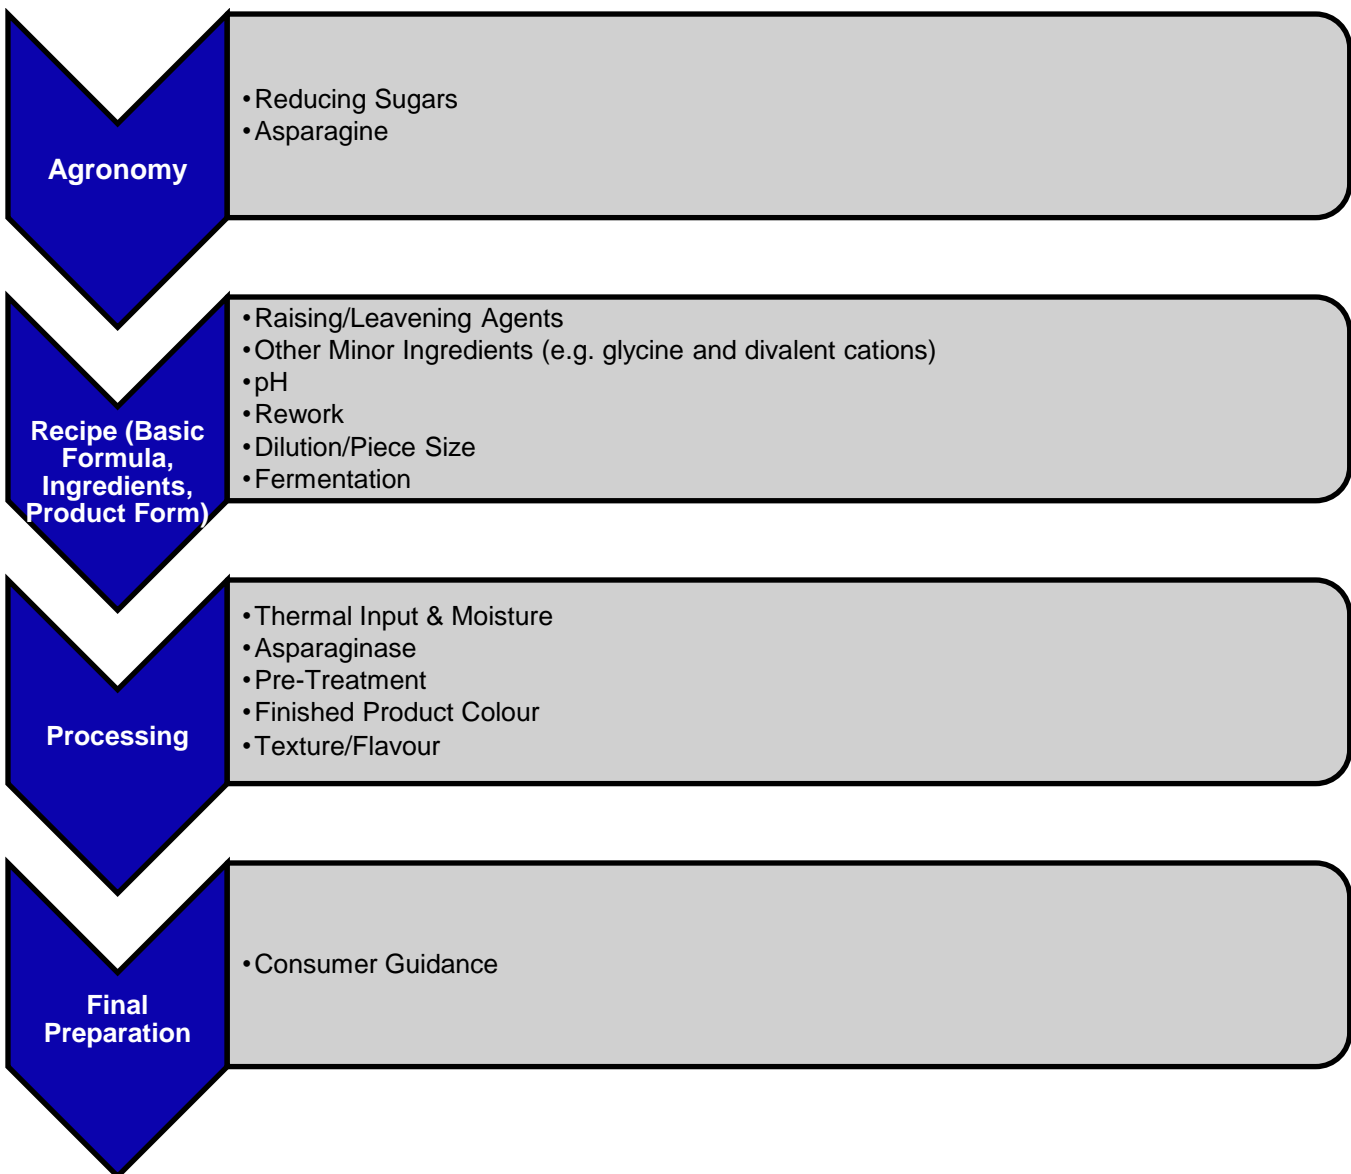 Agronomy
•Reducing Sugars
•Asparagine
Recipe (Basic
Formula,
Ingredients,
Product Form)
•Raising/Leavening Agents
•Other Minor Ingredients (e.g. glycine and divalent cations)
•pH
•Rework
•Dilution/Piece Size
•Fermentation
Processing
•Thermal Input & Moisture
•Asparaginase
•Pre-Treatment
•Finished Product Colour
•Texture/Flavour
Final
Preparation
•Consumer Guidance